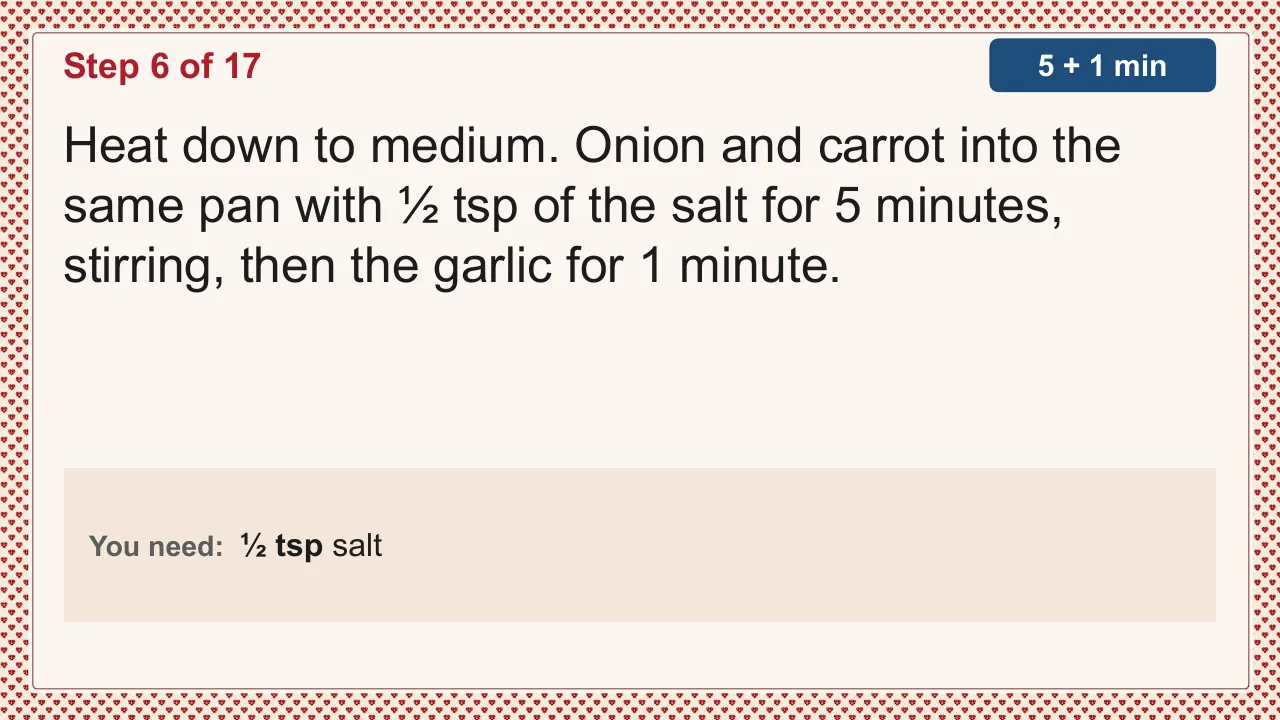 Step 6 of 17
5 + 1 min
Heat down to medium. Onion and carrot into the
same pan with ½ tsp of the salt for 5 minutes,
stirring, then the garlic for 1 minute.
You need: ½ tsp salt